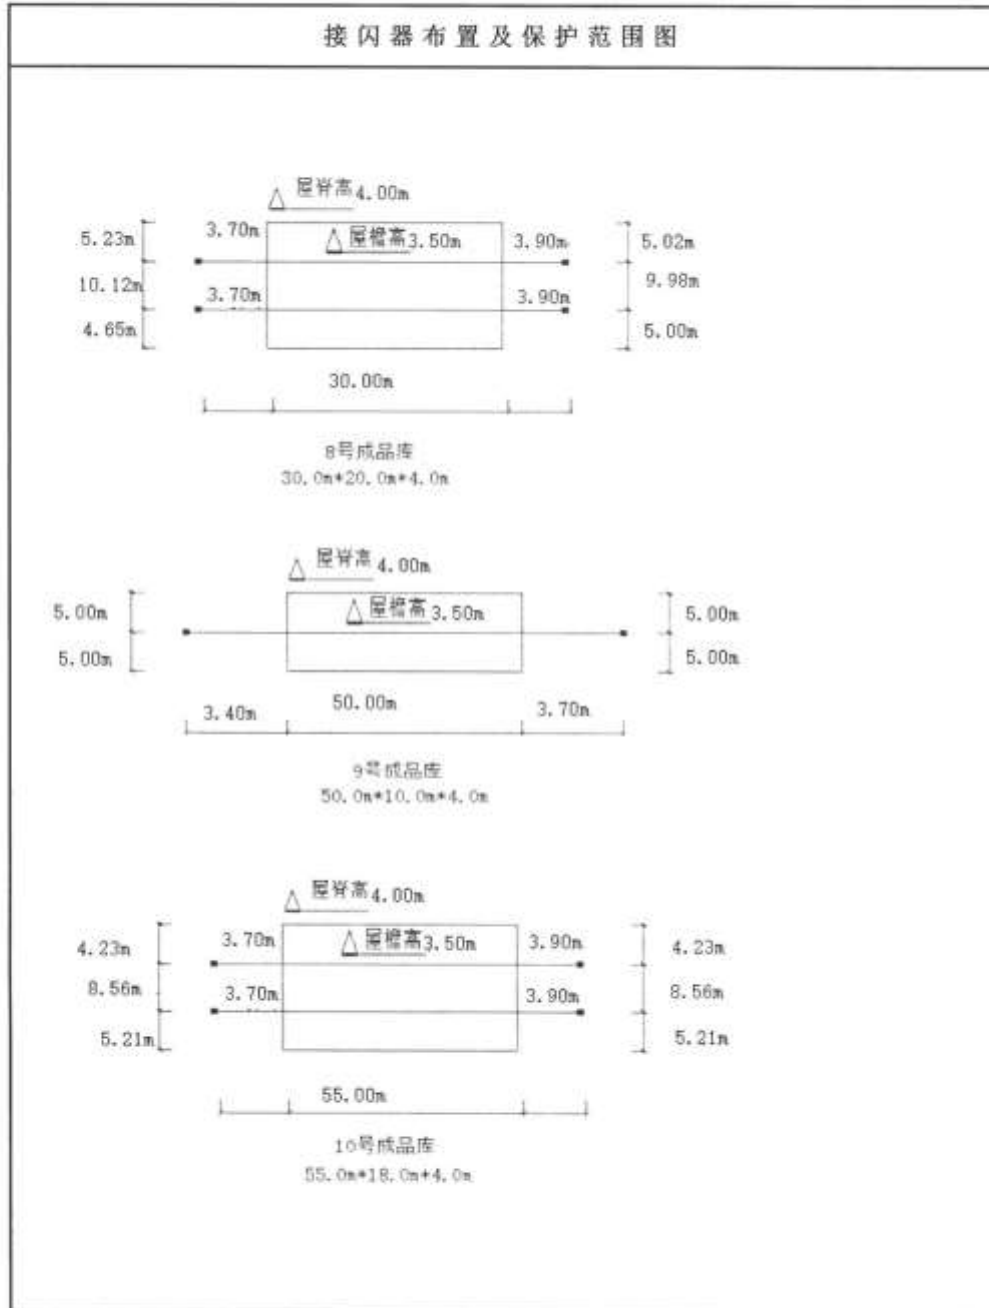 接闪器布置及保护范围图
屋脊高4.00m
5.23m 3.70m 屋檐高3.50m 3.90m 5.02m
10.12m 3.70m 3.90m 9.98m
4.65m 5.00m
30.00m
8号成品库
30.0m*20.0m*4.0m
屋脊高4.00m
5.00m 屋檐高3.50m 5.00m
5.00m 5.00m
3.40m 50.00m 3.70m
9号成品库
50.0m*10.0m*4.0m
屋脊高4.00m
4.23m 3.70m 屋檐高3.50m 3.90m 4.23m
8.56m 3.70m 3.90m 8.56m
5.21m 5.21m
55.00m
10号成品库
55.0m*18.0m*4.0m